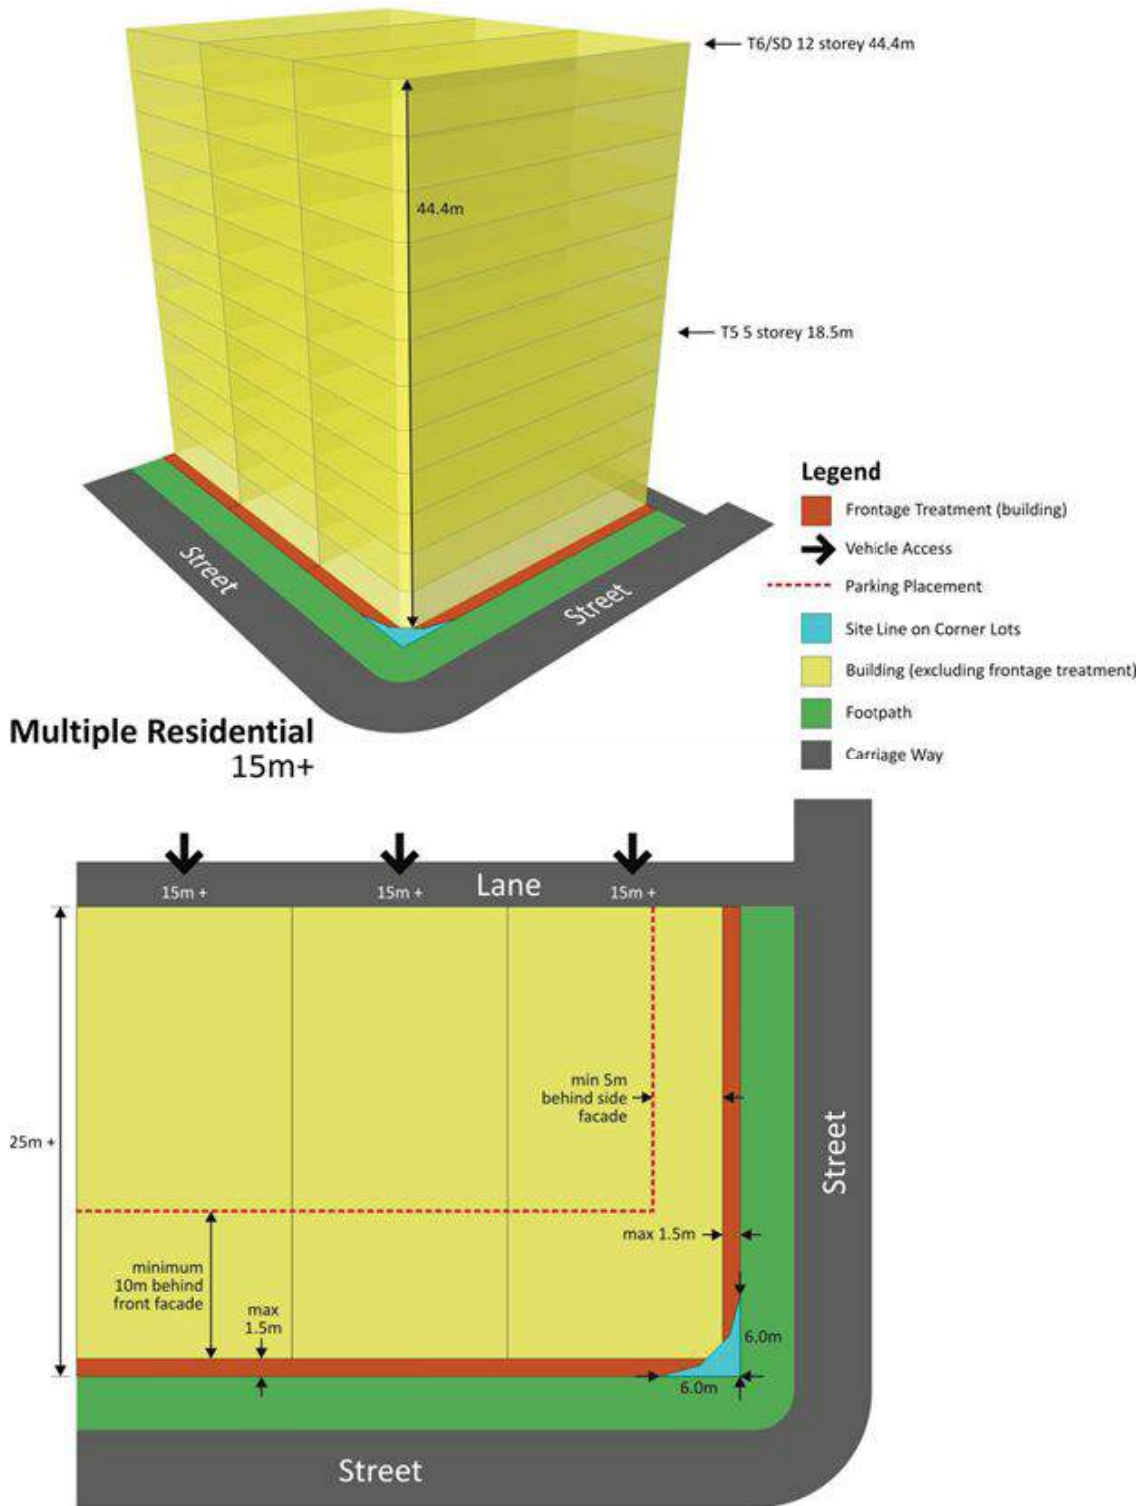 T6/SD 12 storey 44.4m
44.4m
T5 5 storey 18.5m
Street
Street
Legend
Frontage Treatment (building)
Vehicle Access
Parking Placement
Site Line on Corner Lots
Building (excluding frontage treatment)
Footpath
Carriage Way
Multiple Residential
15m+
15m +
15m +
Lane
15m +
min 5m
behind side
facade
25m +
Street
max 1.5m
minimum
10m behind
front facade
max
1.5m
6.0m
6.0m
Street